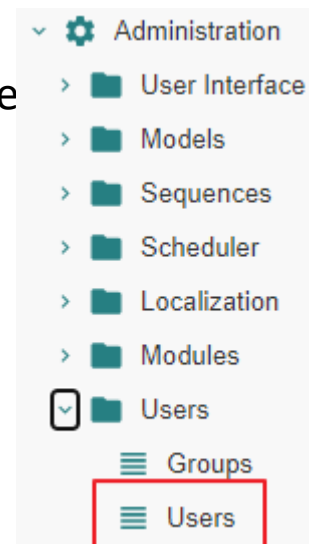 Administration
e
User Interface
Models
Sequences
Scheduler
Localization
Modules
Users
Groups
Users